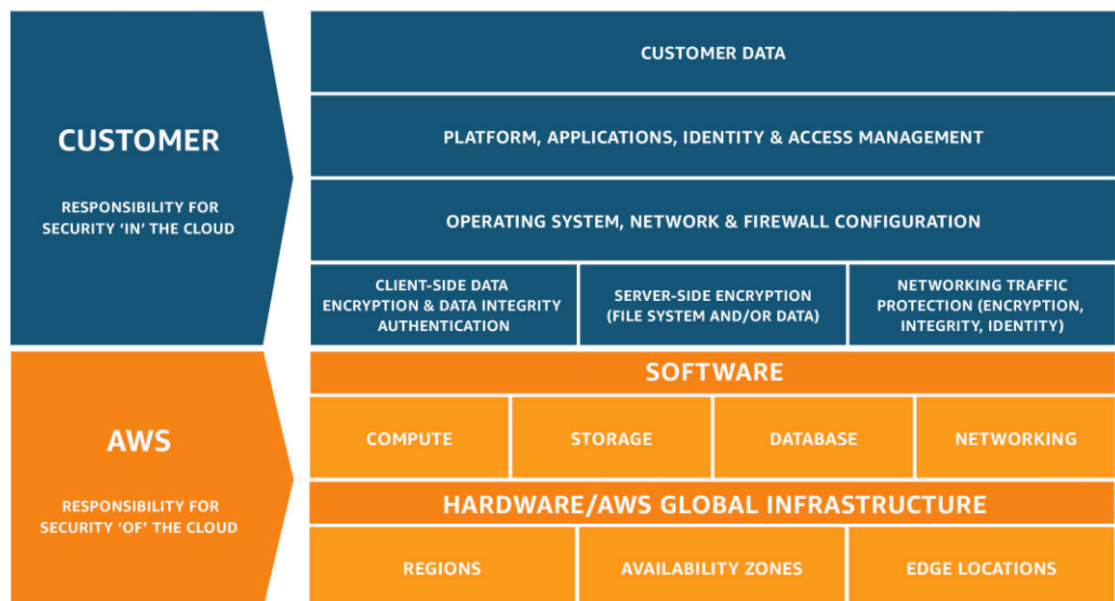 CUSTOMER
RESPONSIBILITY FOR
SECURITY ‘IN’ THE CLOUD
CUSTOMER DATA
PLATFORM, APPLICATIONS, IDENTITY & ACCESS MANAGEMENT
OPERATING SYSTEM, NETWORK & FIREWALL CONFIGURATION
CLIENT-SIDE DATA
ENCRYPTION & DATA INTEGRITY
AUTHENTICATION
SERVER-SIDE ENCRYPTION
(FILE SYSTEM AND/OR DATA)
NETWORKING TRAFFIC
PROTECTION (ENCRYPTION,
INTEGRITY, IDENTITY)
AWS
RESPONSIBILITY FOR
SECURITY ‘OF’ THE CLOUD
SOFTWARE
COMPUTE
STORAGE
DATABASE
NETWORKING
HARDWARE/AWS GLOBAL INFRASTRUCTURE
REGIONS
AVAILABILITY ZONES
EDGE LOCATIONS